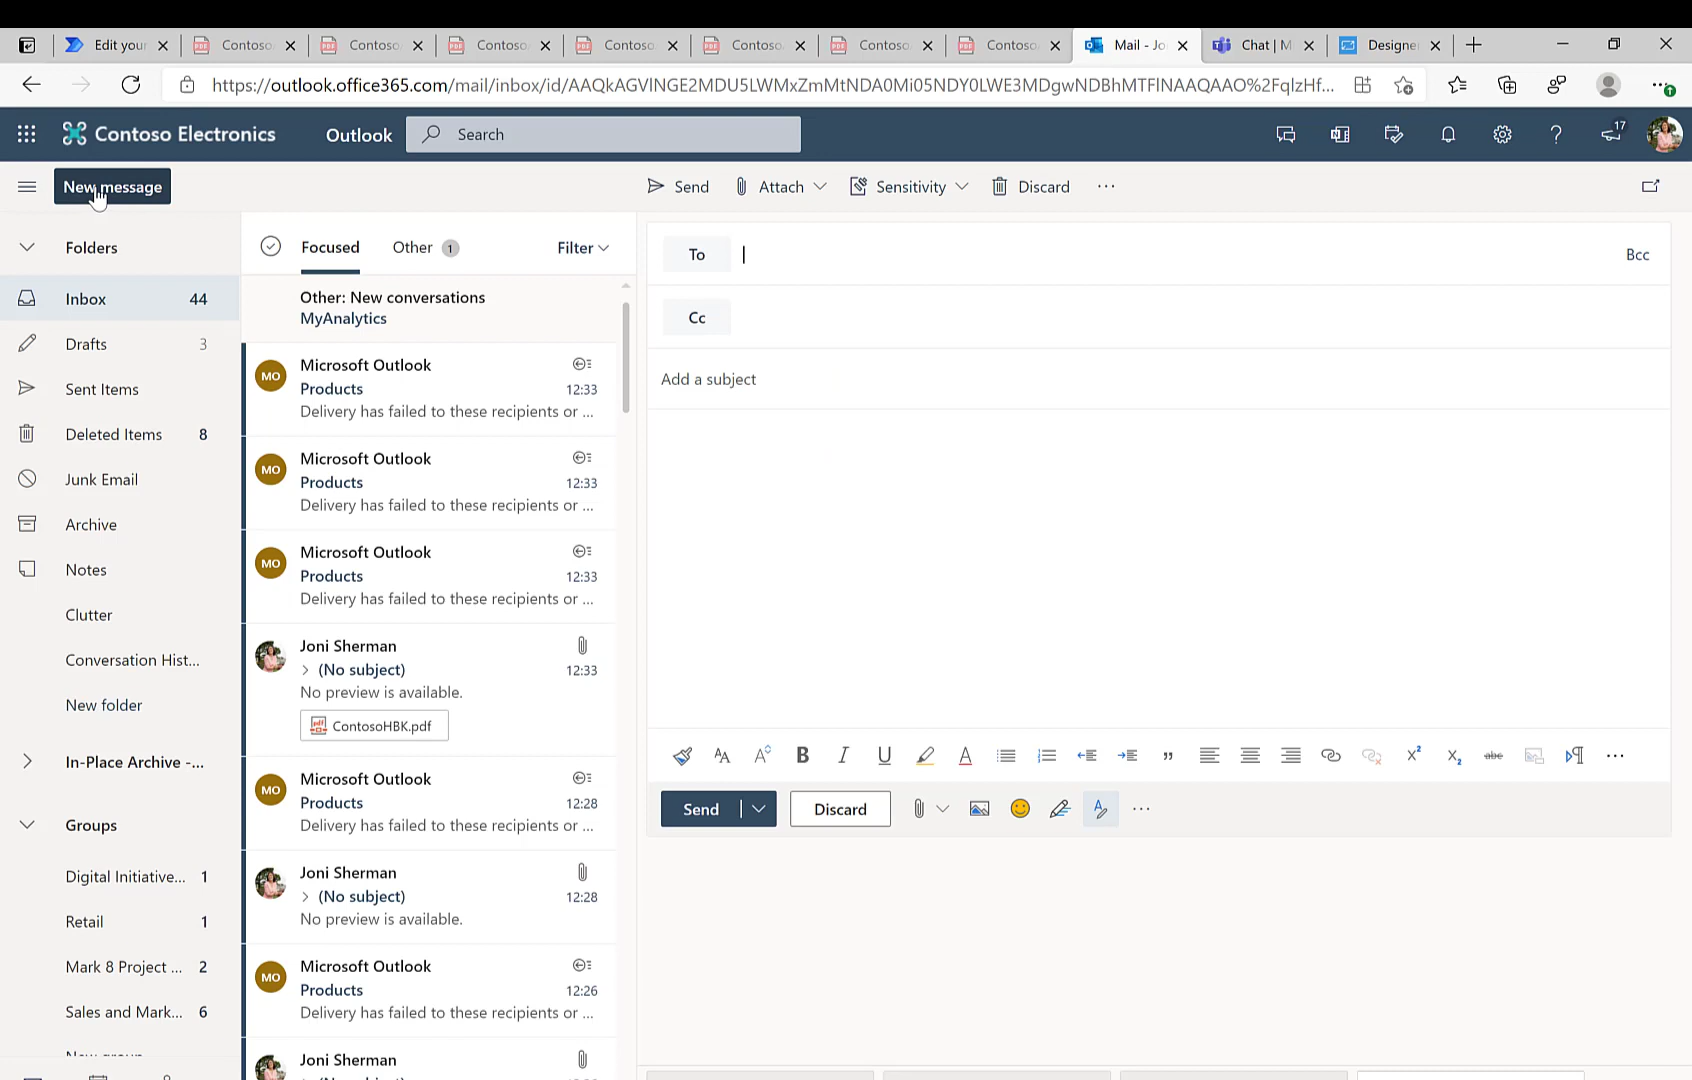 Edit your
Contoso
Contoso
Contoso
Contoso
Contoso
Contoso
Contoso
Mail - Jo
Chat | M
Designe
https://outlook.office365.com/mail/inbox/id/AAQkAGVlNGE2MDU5LWMxZmMtNDA0Mi05NDY0LWE3MDgwNDBhMTFlNAAQAAO%2FqlzHf...
Contoso Electronics
Outlook
Search
17
New message
Send
Attach
Sensitivity
Discard
Folders
Inbox 44
Drafts 3
Sent Items
Deleted Items 8
Junk Email
Archive
Notes
Clutter
Conversation Hist...
New folder
In-Place Archive -...
Groups
Digital Initiative... 1
Retail 1
Mark 8 Project ... 2
Sales and Mark... 6
Focused
Other 1
Filter
Other: New conversations
MyAnalytics
MO
Microsoft Outlook
Products 12:33
Delivery has failed to these recipients or ...
MO
Microsoft Outlook
Products 12:33
Delivery has failed to these recipients or ...
MO
Microsoft Outlook
Products 12:33
Delivery has failed to these recipients or ...
Joni Sherman
> (No subject) 12:33
No preview is available.
ContosoHBK.pdf
MO
Microsoft Outlook
Products 12:28
Delivery has failed to these recipients or ...
Joni Sherman
> (No subject) 12:28
No preview is available.
MO
Microsoft Outlook
Products 12:26
Delivery has failed to these recipients or ...
Joni Sherman
To
Bcc
Cc
Add a subject
Send
Discard